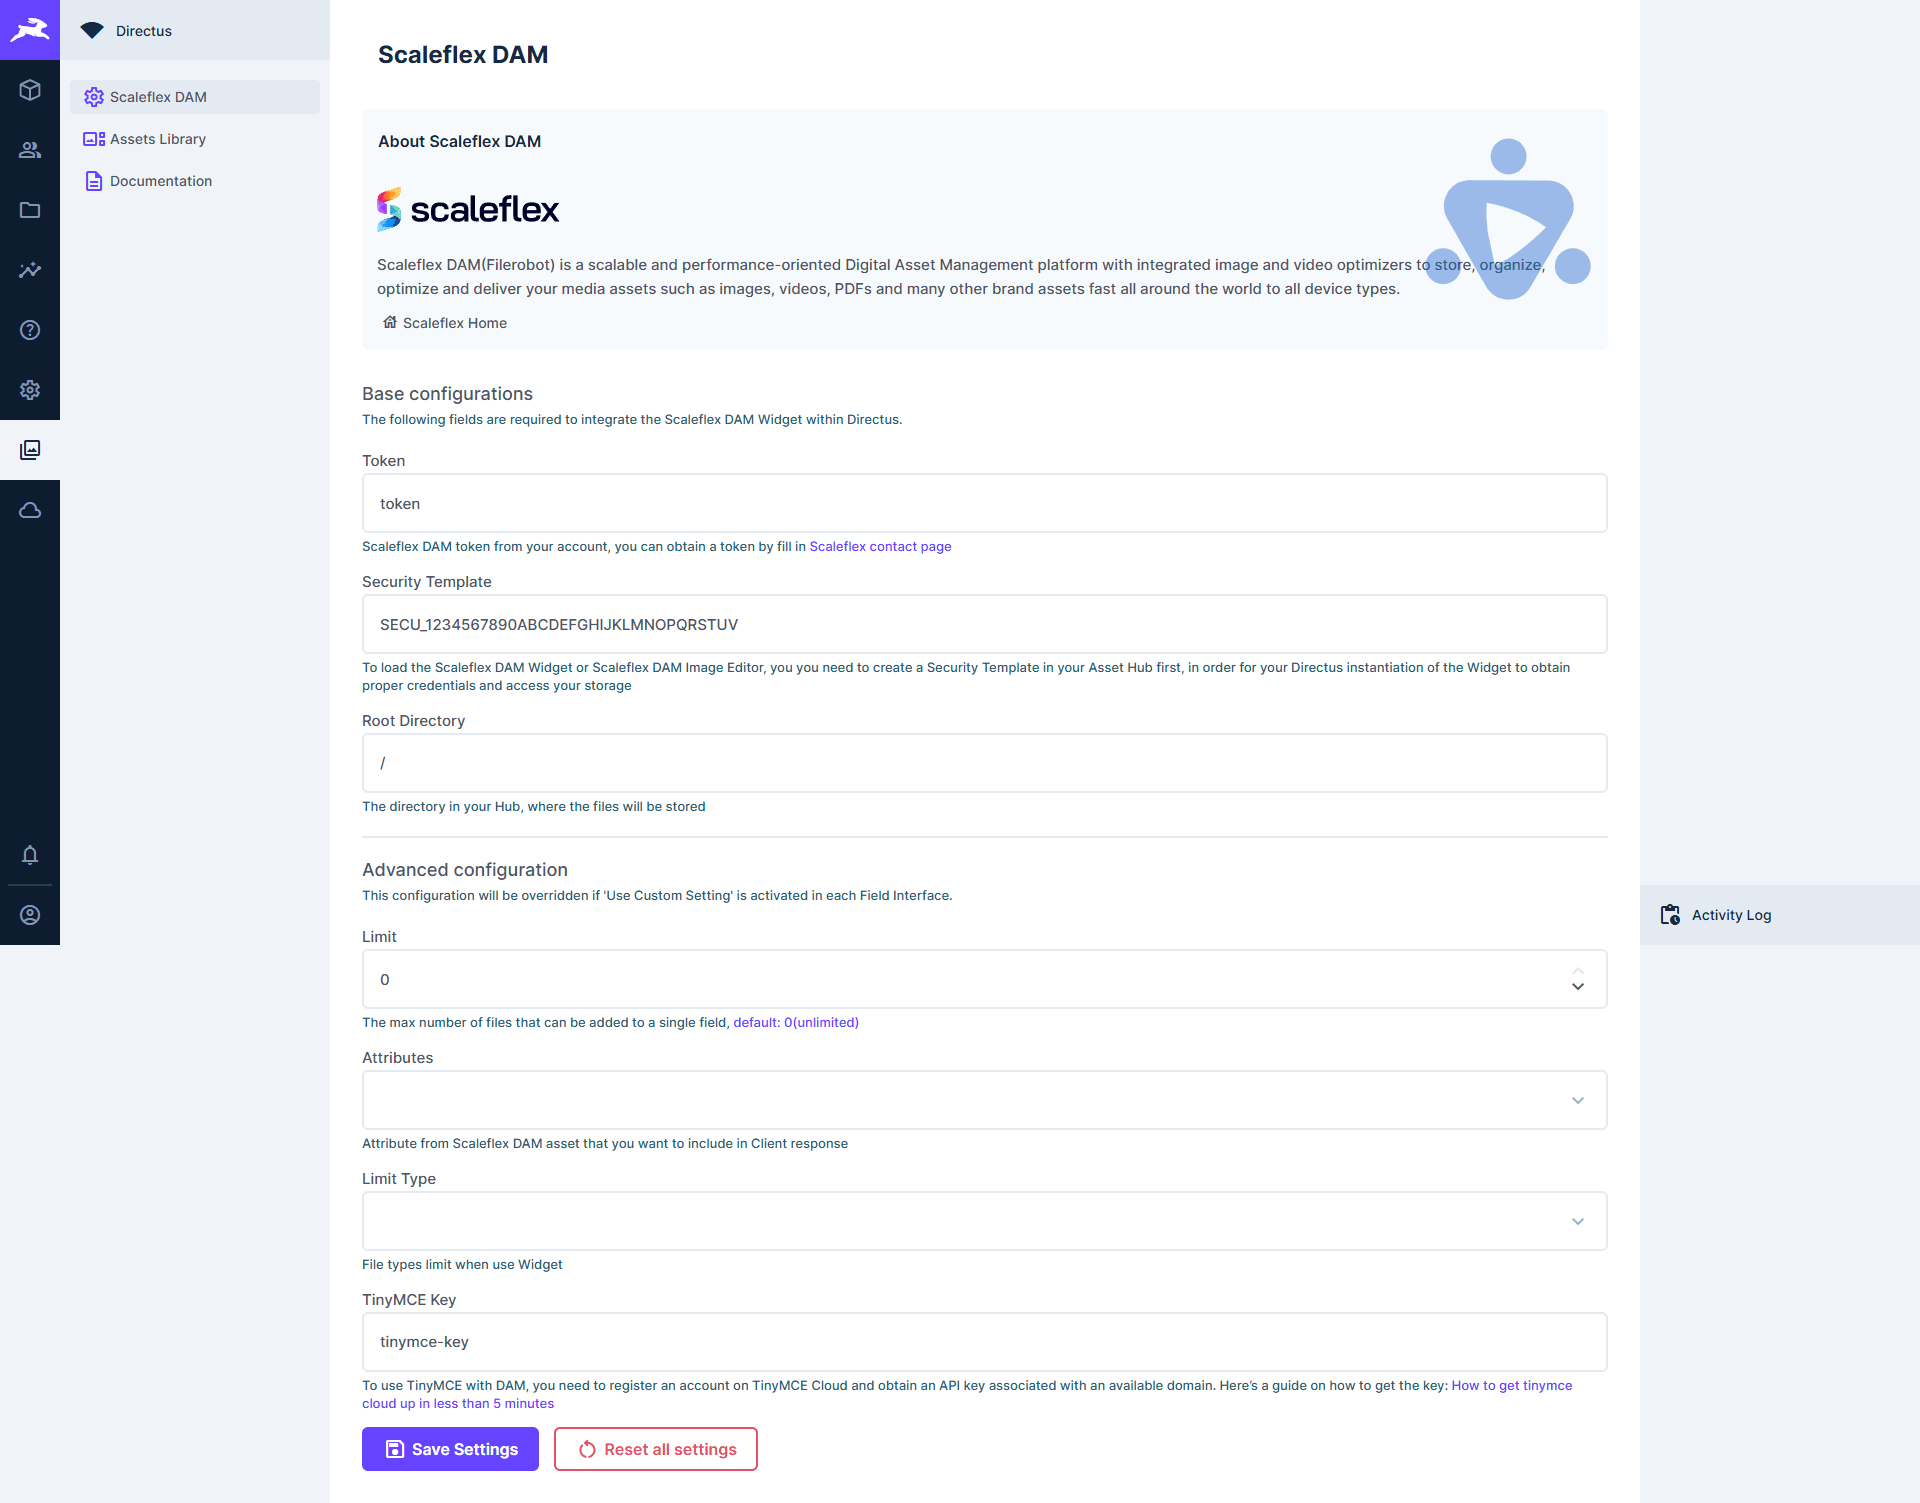 Directus
Scaleflex DAM
Assets Library
Documentation
Scaleflex DAM
About Scaleflex DAM
scaleflex
Scaleflex DAM(Filerobot) is a scalable and performance-oriented Digital Asset Management platform with integrated image and video optimizers to store, organize,
optimize and deliver your media assets such as images, videos, PDFs and many other brand assets fast all around the world to all device types.
Scaleflex Home
Base configurations
The following fields are required to integrate the Scaleflex DAM Widget within Directus.
Token
token
Scaleflex DAM token from your account, you can obtain a token by fill in Scaleflex contact page
Security Template
SECU_1234567890ABCDEFGHIJKLMNOPQRSTUV
To load the Scaleflex DAM Widget or Scaleflex DAM Image Editor, you you need to create a Security Template in your Asset Hub first, in order for your Directus instantiation of the Widget to obtain
proper credentials and access your storage
Root Directory
/
The directory in your Hub, where the files will be stored
Advanced configuration
This configuration will be overridden if 'Use Custom Setting' is activated in each Field Interface.
Activity Log
Limit
0
The max number of files that can be added to a single field, default: 0(unlimited)
Attributes
Attribute from Scaleflex DAM asset that you want to include in Client response
Limit Type
File types limit when use Widget
TinyMCE Key
tinymce-key
To use TinyMCE with DAM, you need to register an account on TinyMCE Cloud and obtain an API key associated with an available domain. Here's a guide on how to get the key: How to get tinymce
cloud up in less than 5 minutes
Save Settings
Reset all settings